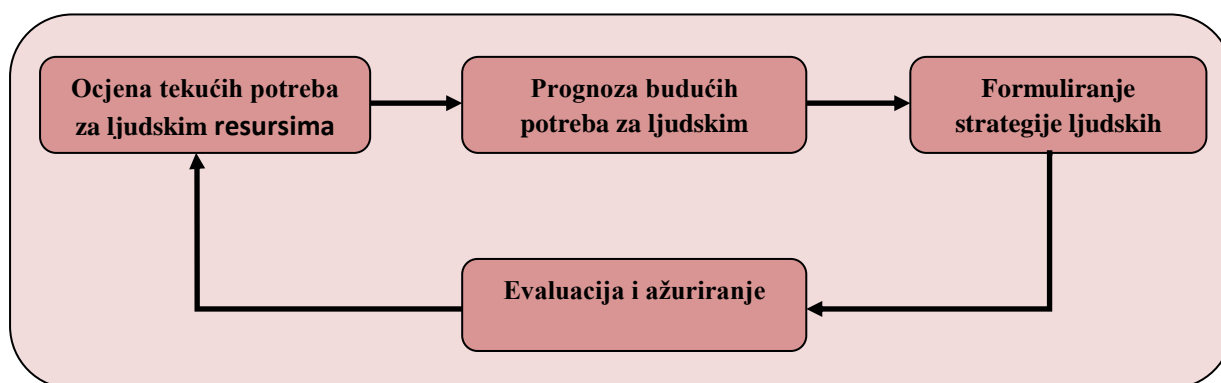 Ocjena tekućih potreba
za ljudskim resursima
Prognoza budućih
potreba za ljudskim
Formuliranje
strategije ljudskih
Evaluacija i ažuriranje